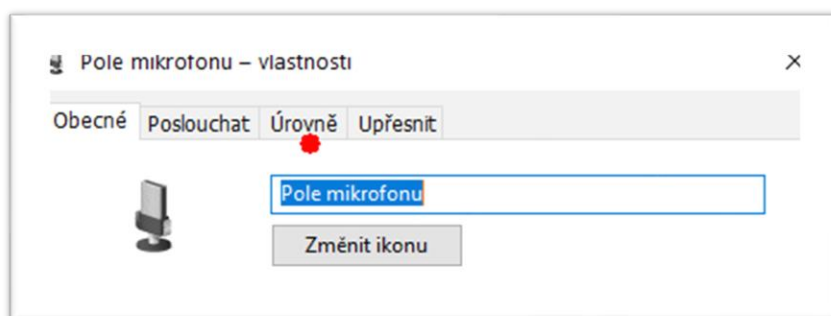 Pole mikrofonu – vlastnosti
Obecné Poslouchat Úrovně Upřesnit
Pole mikrofonu
Změnit ikonu